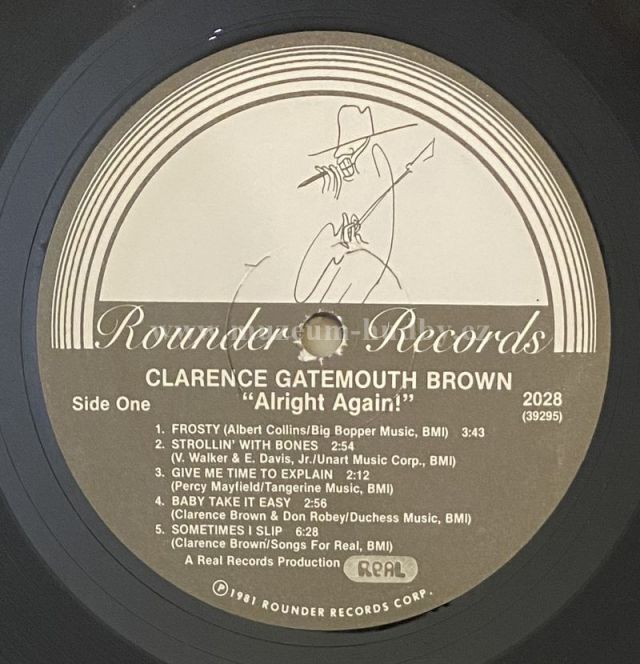 Rounder Records
www.muzeum-hudby.cz
CLARENCE GATEMOUTH BROWN
Side One
"Alright Again!"
2028
(39295)
1. FROSTY (Albert Collins/Big Bopper Music, BMI) 3:43
2. STROLLIN' WITH BONES 2:54
(V. Walker & E. Davis, Jr./Unart Music Corp., BMI)
3. GIVE ME TIME TO EXPLAIN 2:12
(Percy Mayfield/Tangerine Music, BMI)
4. BABY TAKE IT EASY 2:56
(Clarence Brown & Don Robey/Duchess Music, BMI)
5. SOMETIMES I SLIP 6:28
(Clarence Brown/Songs For Real, BMI)
A Real Records Production REAL
℗ 1981 ROUNDER RECORDS CORP.